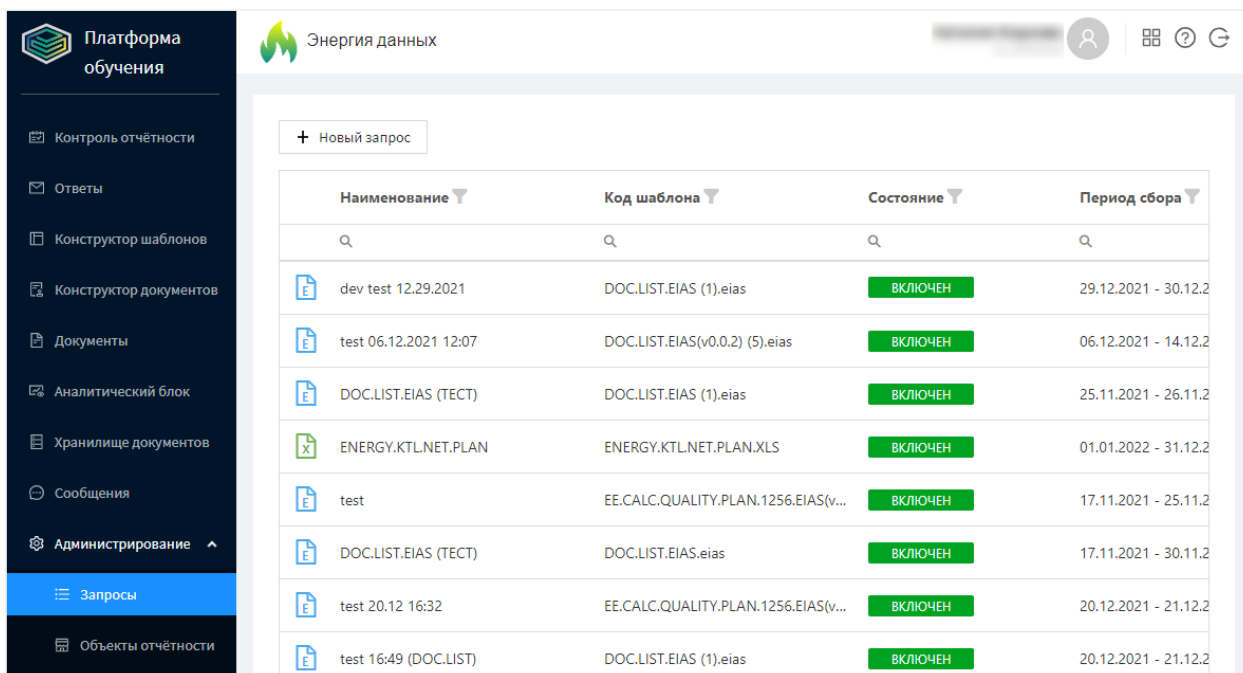 Платформа
обучения
Энергия данных
Контроль отчётности
Ответы
Конструктор шаблонов
Конструктор документов
Документы
Аналитический блок
Хранилище документов
Сообщения
Администрирование
Запросы
Объекты отчётности
+ Новый запрос
Наименование Код шаблона Состояние Период сбора
dev test 12.29.2021 DOC.LIST.EIAS (1).eias ВКЛЮЧЕН 29.12.2021 - 30.12.2
test 06.12.2021 12:07 DOC.LIST.EIAS(v0.0.2) (5).eias ВКЛЮЧЕН 06.12.2021 - 14.12.2
DOC.LIST.EIAS (ТЕСТ) DOC.LIST.EIAS (1).eias ВКЛЮЧЕН 25.11.2021 - 26.11.2
ENERGY.KTL.NET.PLAN ENERGY.KTL.NET.PLAN.XLS ВКЛЮЧЕН 01.01.2022 - 31.12.2
test EE.CALC.QUALITY.PLAN.1256.EIAS(v... ВКЛЮЧЕН 17.11.2021 - 25.11.2
DOC.LIST.EIAS (ТЕСТ) DOC.LIST.EIAS.eias ВКЛЮЧЕН 17.11.2021 - 30.11.2
test 20.12 16:32 EE.CALC.QUALITY.PLAN.1256.EIAS(v... ВКЛЮЧЕН 20.12.2021 - 21.12.2
test 16:49 (DOC.LIST) DOC.LIST.EIAS (1).eias ВКЛЮЧЕН 20.12.2021 - 21.12.2